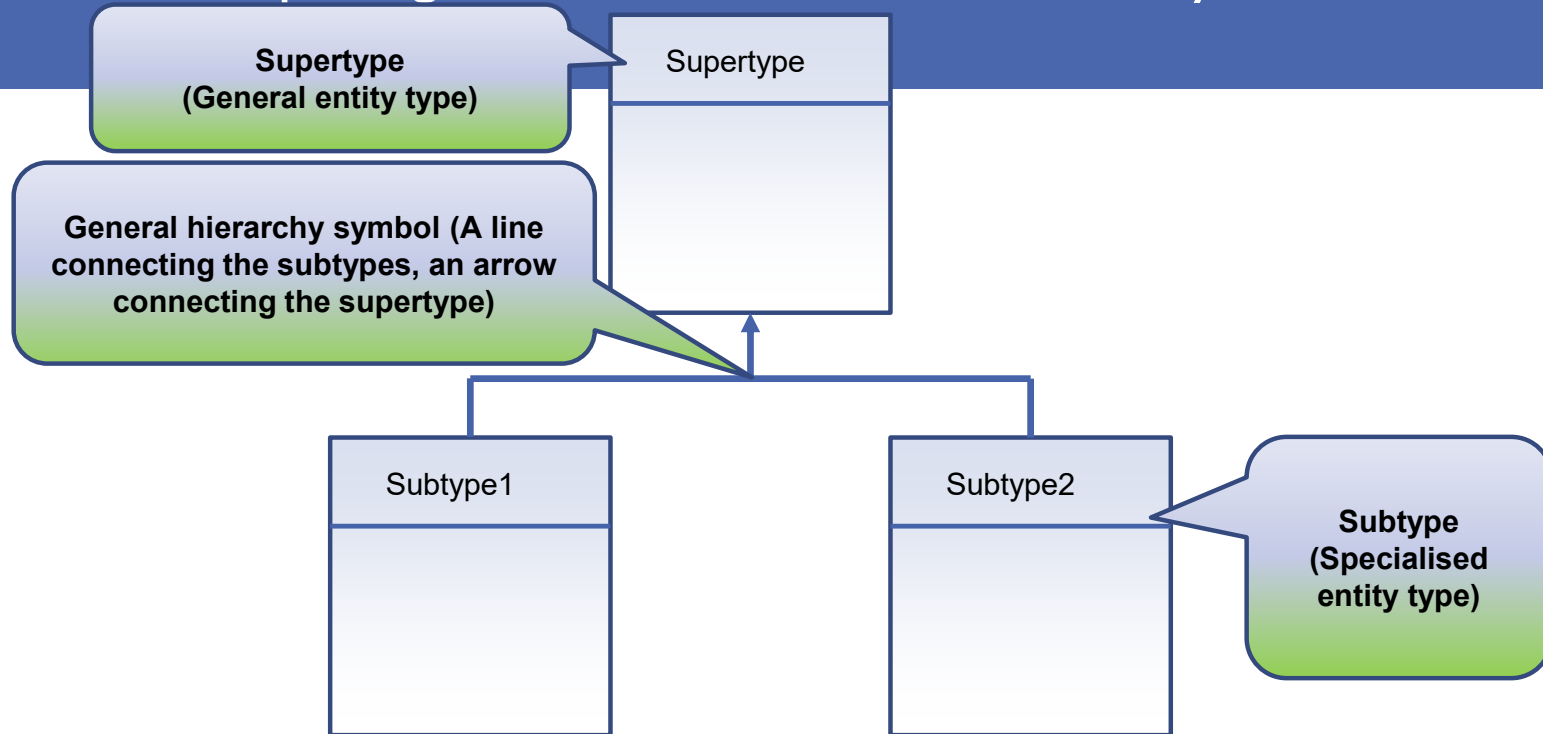 Supertype
(General entity type)
Supertype
General hierarchy symbol (A line
connecting the subtypes, an arrow
connecting the supertype)
Subtype1
Subtype2
Subtype
(Specialised
entity type)